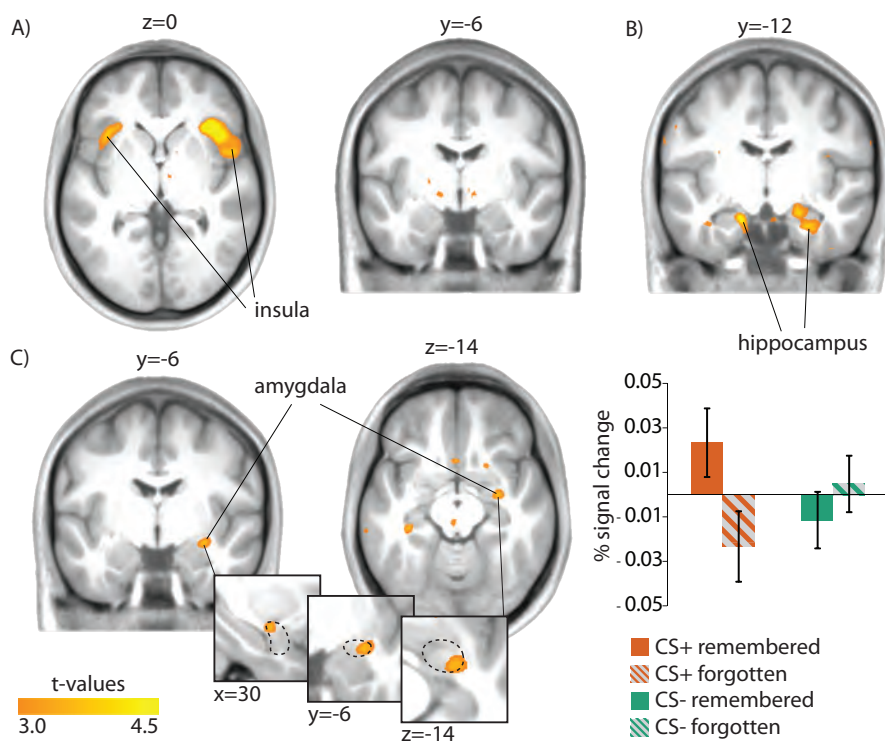 A)
z=0
y=-6
B)
y=-12
insula
hippocampus
C)
y=-6
z=-14
amygdala
x=30
y=-6
z=-14
t-values
3.0
4.5
% signal change
0.05
0.03
0.01
-0.01
-0.03
-0.05
CS+ remembered
CS+ forgotten
CS- remembered
CS- forgotten